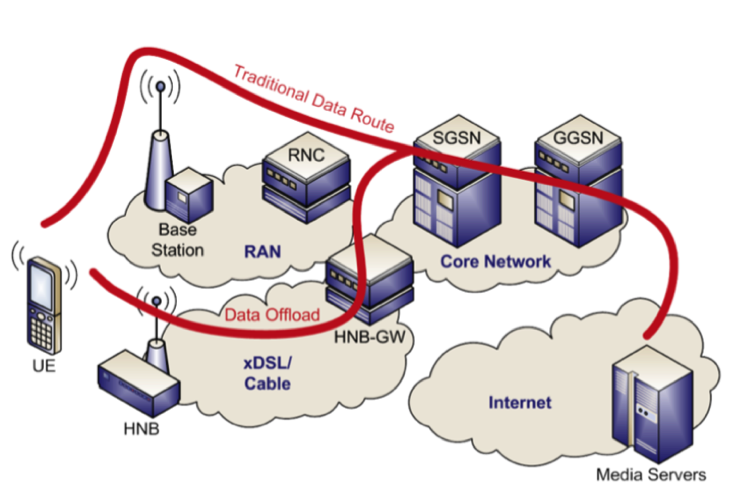 Traditional Data Route
SGSN
GGSN
RNC
Base
Station
RAN
Core Network
Data Offload
HNB-GW
UE
xDSL/
Cable
HNB
Internet
Media Servers